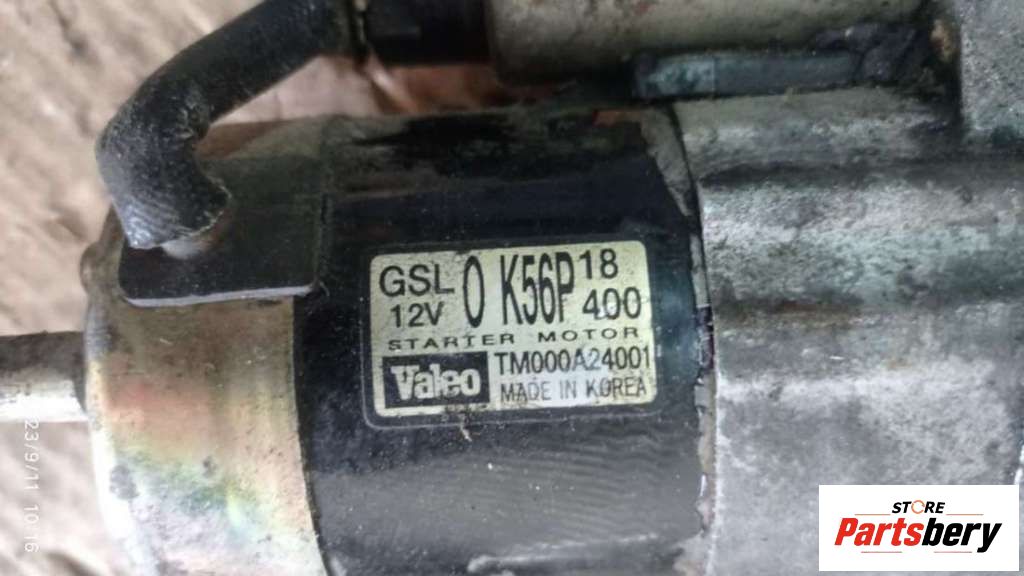 GSL 0 K56P 18
12V 400
STARTER MOTOR
Valeo TM000A24001
MADE IN KOREA
23/9/11 10:16
STORE
Partsbery